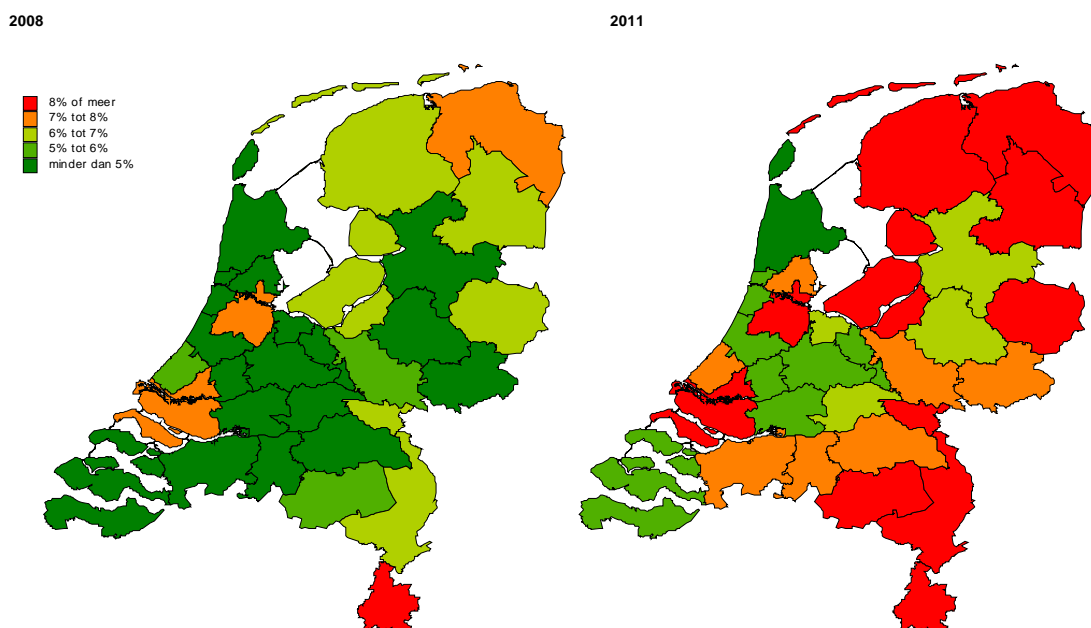 2008
2011
8% of meer
7% tot 8%
6% tot 7%
5% tot 6%
minder dan 5%